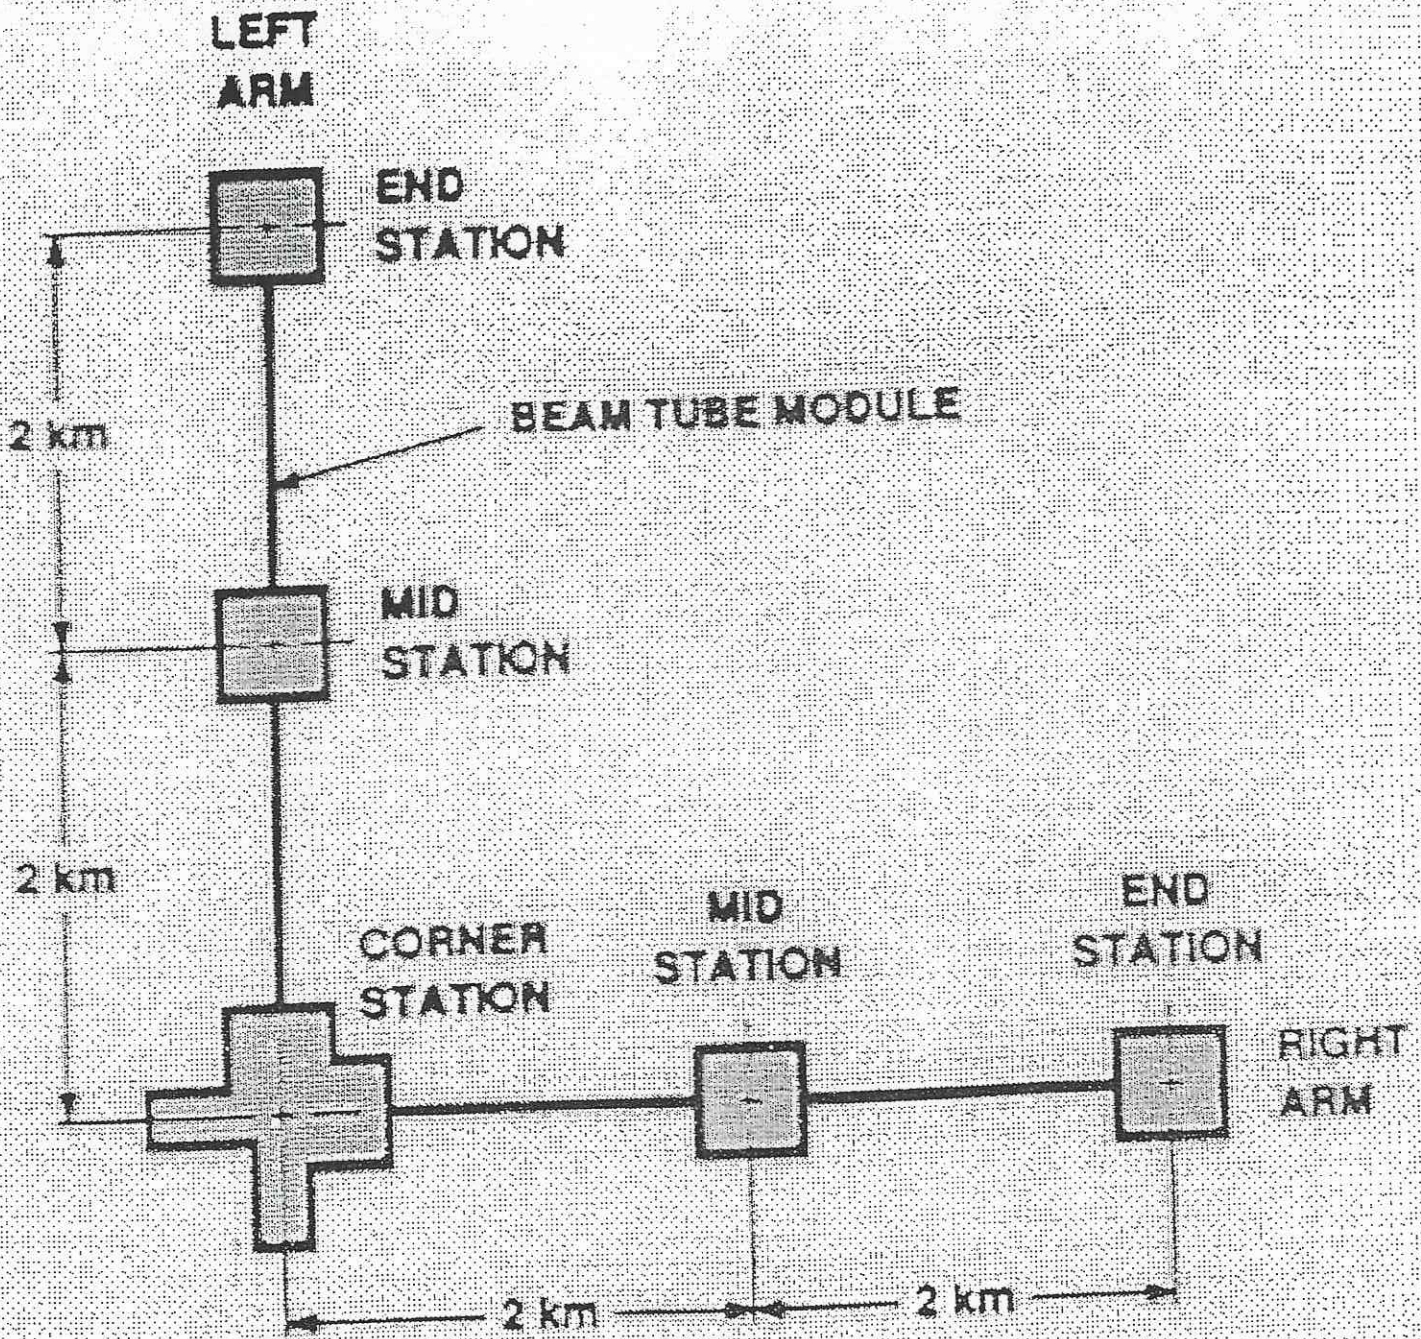 LEFT
ARM
END
STATION
2 km
BEAM TUBE MODULE
MID
STATION
2 km
CORNER
STATION
MID
STATION
END
STATION
RIGHT
ARM
2 km
2 km